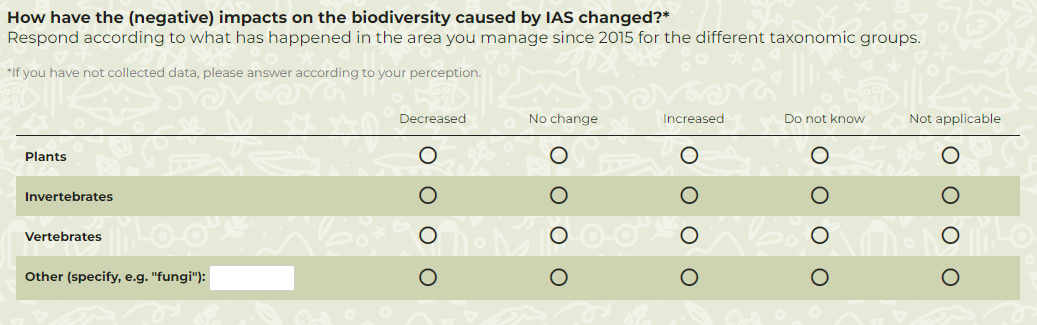 How have the (negative) impacts on the biodiversity caused by IAS changed?*
Respond according to what has happened in the area you manage since 2015 for the different taxonomic groups.
*If you have not collected data, please answer according to your perception.
Decreased No change Increased Do not know Not applicable
Plants
Invertebrates
Vertebrates
Other (specify, e.g. "fungi"):